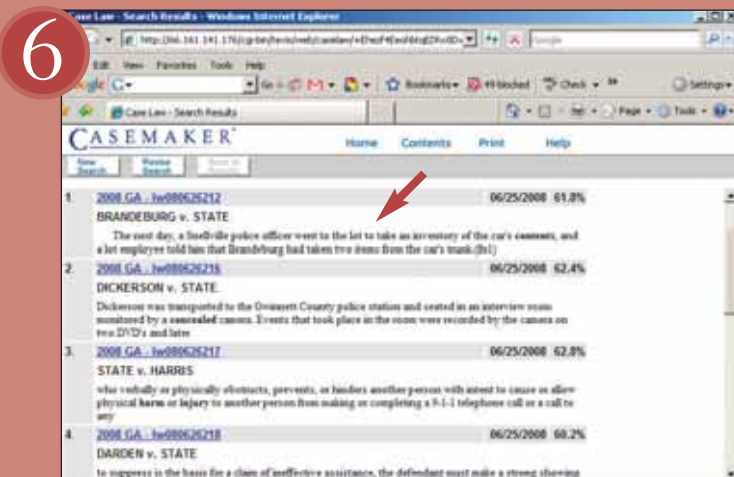 6
Case Law - Search Results - Windows Internet Explorer
Edit View Favorites Tools Help
Bookmarks Check Settings
Case Law - Search Results Page Tools
CASEMAKER Home Contents Print Help
New Search
1. 2008 GA - lw080626212 06/25/2008 61.8%
BRANDEBURG v. STATE
The next day, a Snellville police officer went to the lot to take an inventory of the car's contents, and
a lot employee told him that Brandeburg had taken two items from the car's trunk.(fn1)
2. 2008 GA - lw080626216 06/25/2008 62.4%
DICKERSON v. STATE
Dickerson was transported to the Gwinnett County police station and seated in an interview room
monitored by a concealed camera. Events that took place in the room were recorded by the camera on
two DVD's and later
3. 2008 GA - lw080626217 06/25/2008 62.8%
STATE v. HARRIS
who verbally or physically obstructs, prevents, or hinders another person with intent to cause or allow
physical harm or injury to another person from making or completing a 9-1-1 telephone call or a call to
any
4. 2008 GA - lw080626218 06/25/2008 60.2%
DARDEN v. STATE
to suppress is the basis for a claim of ineffective assistance, the defendant must make a strong showing